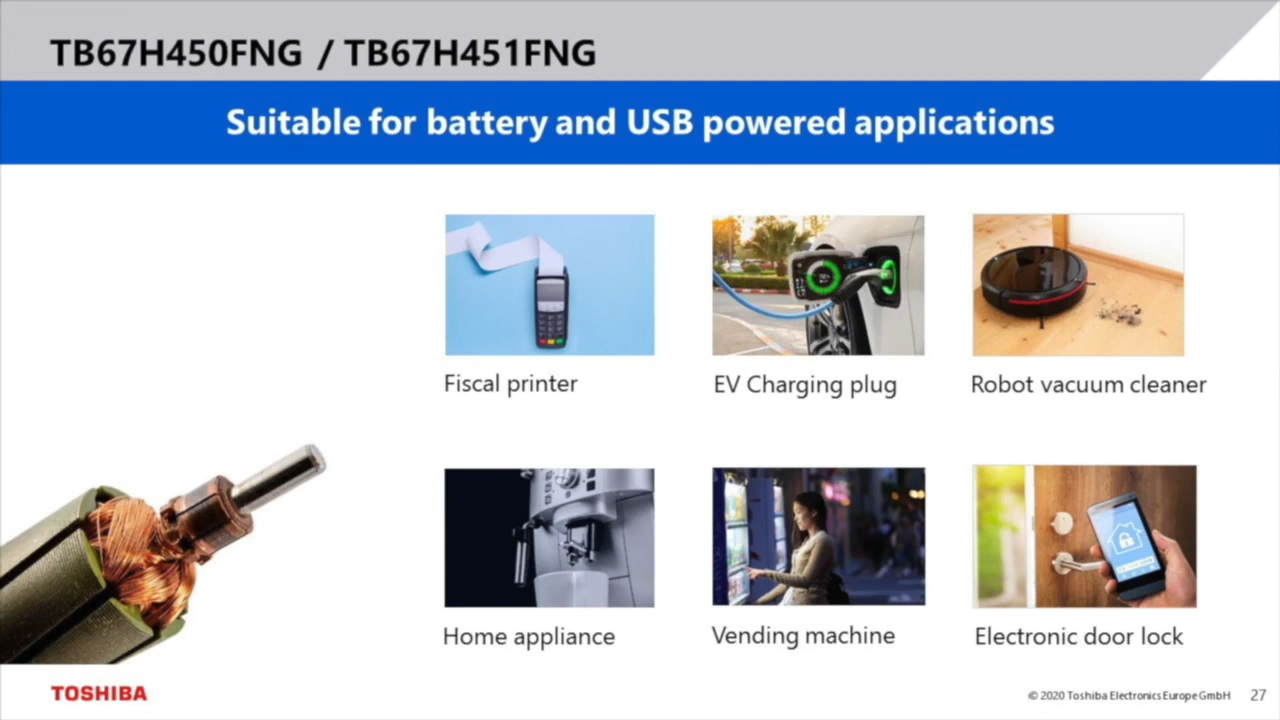 TB67H450FNG / TB67H451FNG
Suitable for battery and USB powered applications
Fiscal printer
EV Charging plug
Robot vacuum cleaner
Home appliance
Vending machine
Electronic door lock
TOSHIBA
© 2020 Toshiba Electronics Europe GmbH
27